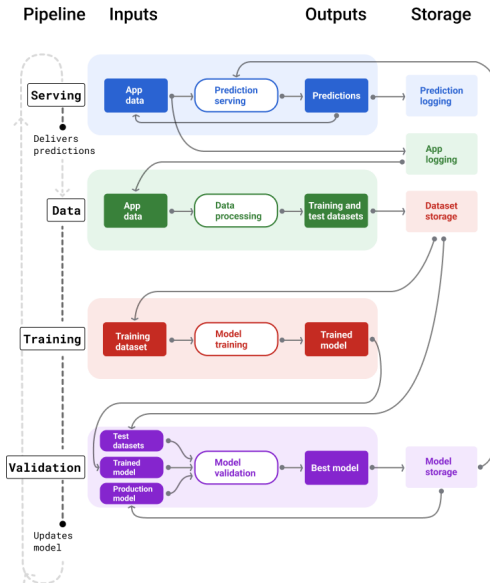 Pipeline
Inputs
Outputs
Storage
Serving
App
data
Prediction
serving
Predictions
Prediction
logging
Delivers
predictions
App
logging
Data
App
data
Data
processing
Training and
test datasets
Dataset
storage
Training
Training
dataset
Model
training
Trained
model
Validation
Test
datasets
Trained
model
Production
model
Model
validation
Best model
Model
storage
Updates
model